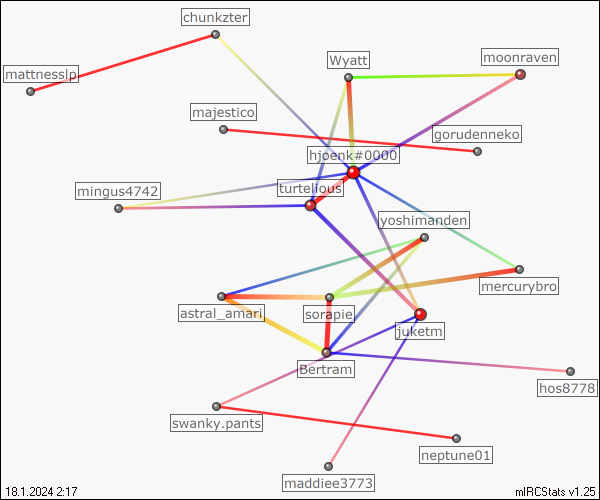 chunkzter
Wyatt
moonraven
mattnesslp
majestico
gorudenneko
hjoenk#0000
mingus4742
turtelious
yoshimanden
mercurybro
astral_amari
sorapie
juketm
Bertram
hos8778
swanky.pants
neptune01
maddiee3773
18.1.2024 2:17
mIRCStats v1.25